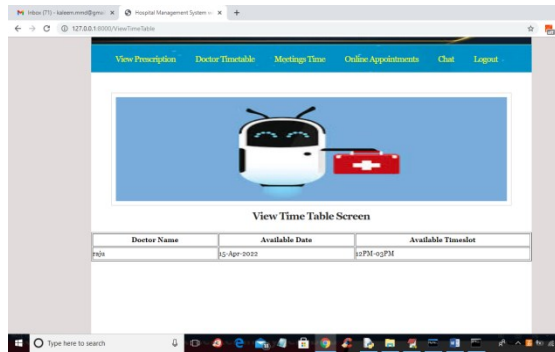 Inbox (71) - kaleem.mmd@gmai
Hospital Management System w
127.0.0.1:8000/ViewTimeTable
View Prescription Doctor Timetable Meetings Time Online Appointments Chat Logout
View Time Table Screen
Doctor Name Available Date Available Timeslot
raju 15-Apr-2022 12PM-03PM
Type here to search